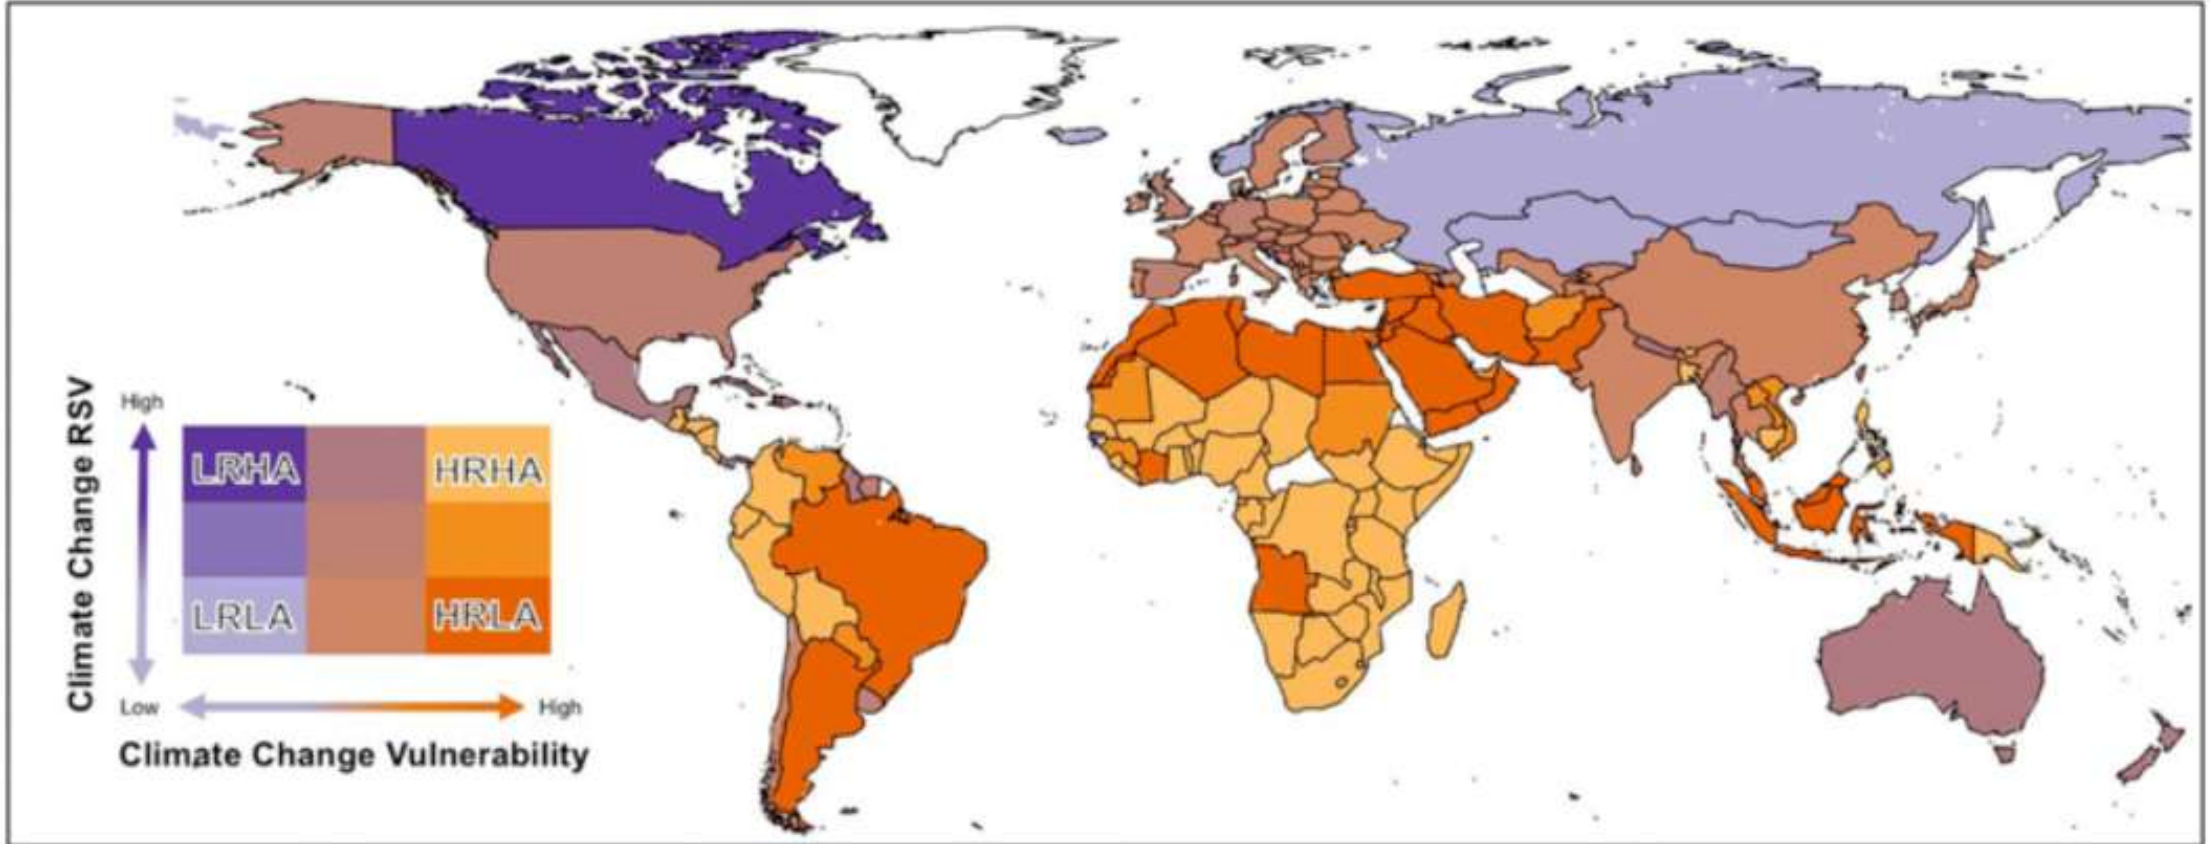 Climate Change RSV
High
LRHA HRHA
LRLA HRLA
Low High
Climate Change Vulnerability